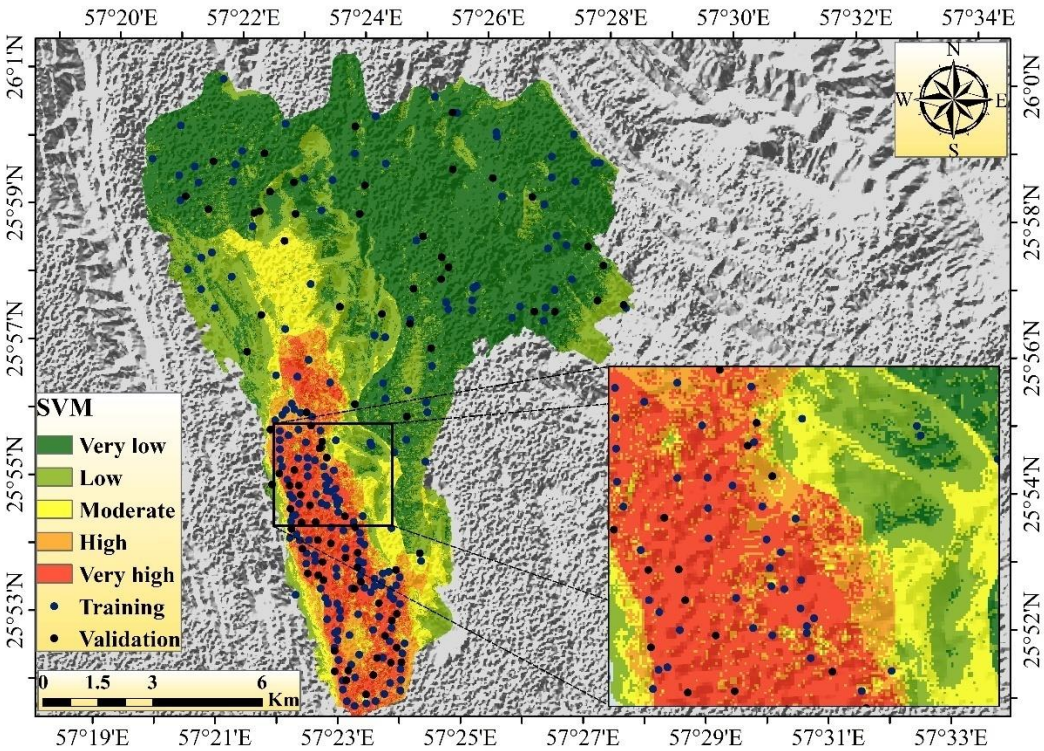 57°20'E 57°22'E 57°24'E 57°26'E 57°28'E 57°30'E 57°32'E 57°34'E
26°1'N
25°59'N
25°57'N
25°55'N
25°53'N
N
W E
S
26°0'N
25°58'N
25°56'N
25°54'N
25°52'N
SVM
Very low
Low
Moderate
High
Very high
Training
Validation
0 1.5 3 6
Km
57°19'E 57°21'E 57°23'E 57°25'E 57°27'E 57°29'E 57°31'E 57°33'E